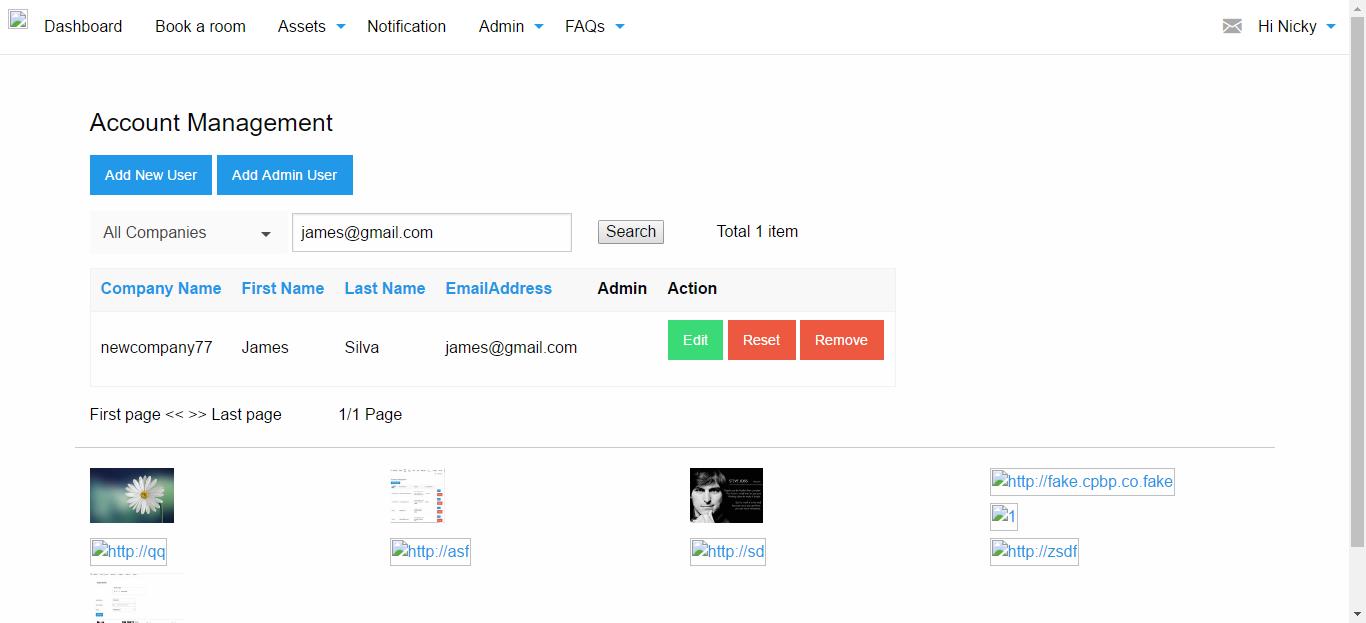 Dashboard Book a room Assets Notification Admin FAQs Hi Nicky
Account Management
Add New User Add Admin User
All Companies james@gmail.com Search Total 1 item
Company Name First Name Last Name EmailAddress Admin Action
newcompany77 James Silva james@gmail.com Edit Reset Remove
First page << >> Last page 1/1 Page
STEVE JOBS
http://fake.cpbp.co.fake
1
http://qq http://asf http://sd http://zsdf